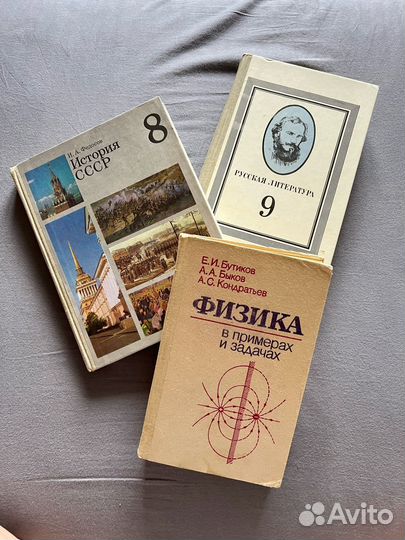 И. А. Федосов
История
СССР
8
РУССКАЯ ЛИТЕРАТУРА
9
Е.И. Бутиков
А.А. Быков
А.С. Кондратьев
ФИЗИКА
в примерах
и задачах
Avito